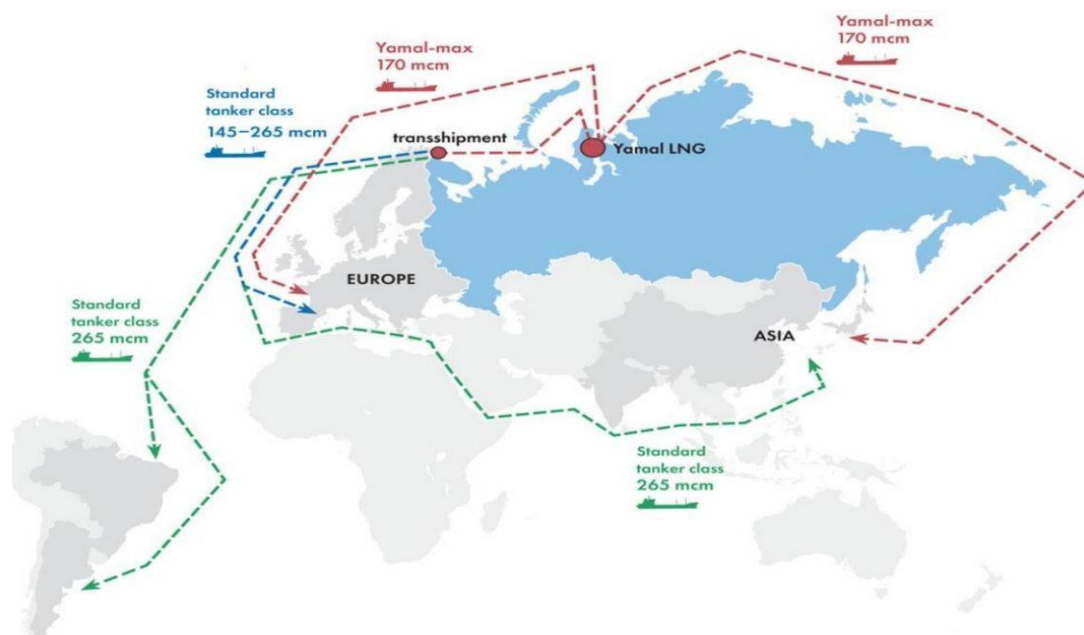 Yamal-max
170 mcm
Yamal-max
170 mcm
Standard
tanker class
145–265 mcm
transshipment
Yamal LNG
EUROPE
Standard
tanker class
265 mcm
ASIA
Standard
tanker class
265 mcm